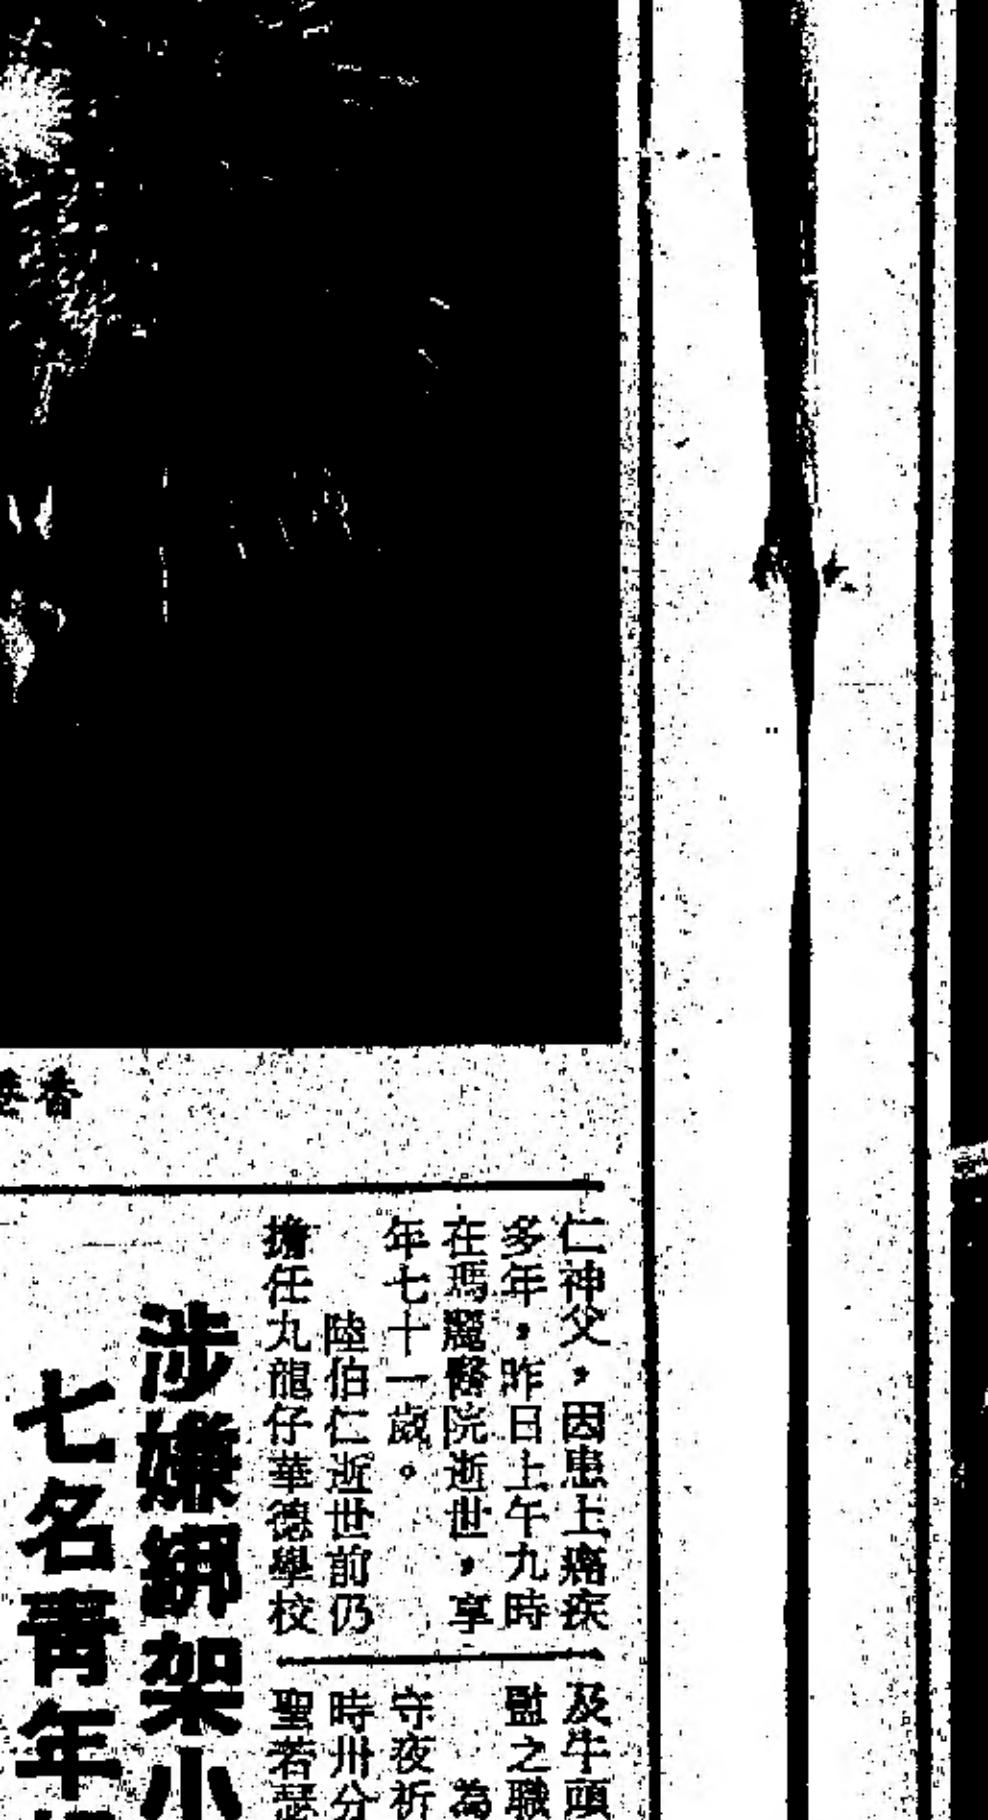 香
仁神父，因患上癌疾
多年，昨日上午九時
在瑪麗醫院逝世，享
年七十一歲。
陸伯仁逝世前仍
擔任九龍仔華德學校
及牛頭
監之職
為
守夜祈
時卅分
聖若瑟
涉嫌綁架小
七名青年